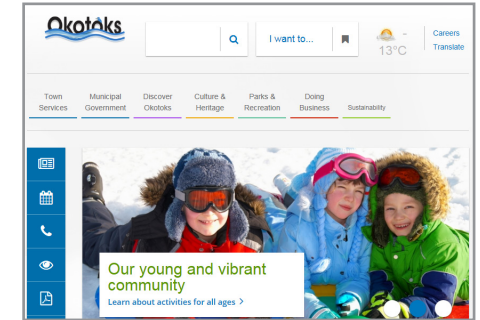 Okotoks
I want to...
13°C
Careers
Translate
Town Services
Municipal Government
Discover Okotoks
Culture & Heritage
Parks & Recreation
Doing Business
Sustainability
Our young and vibrant
community
Learn about activities for all ages >